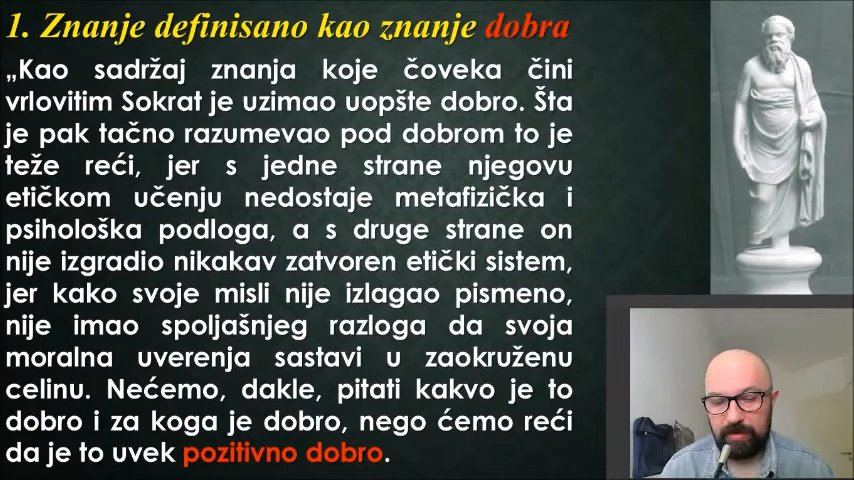 1. Znanje definisano kao znanje dobra
„Kao sadržaj znanja koje čoveka čini
vrlovitim Sokrat je uzimao uopšte dobro. Šta
je pak tačno razumevao pod dobrom to je
teže reći, jer s jedne strane njegovu
etičkom učenju nedostaje metafizička i
psihološka podloga, a s druge strane on
nije izgradio nikakav zatvoren etički sistem,
jer kako svoje misli nije izlagao pismeno,
nije imao spoljašnjeg razloga da svoja
moralna uverenja sastavi u zaokruženu
celinu. Nećemo, dakle, pitati kakvo je to
dobro i za koga je dobro, nego ćemo reći
da je to uvek pozitivno dobro.